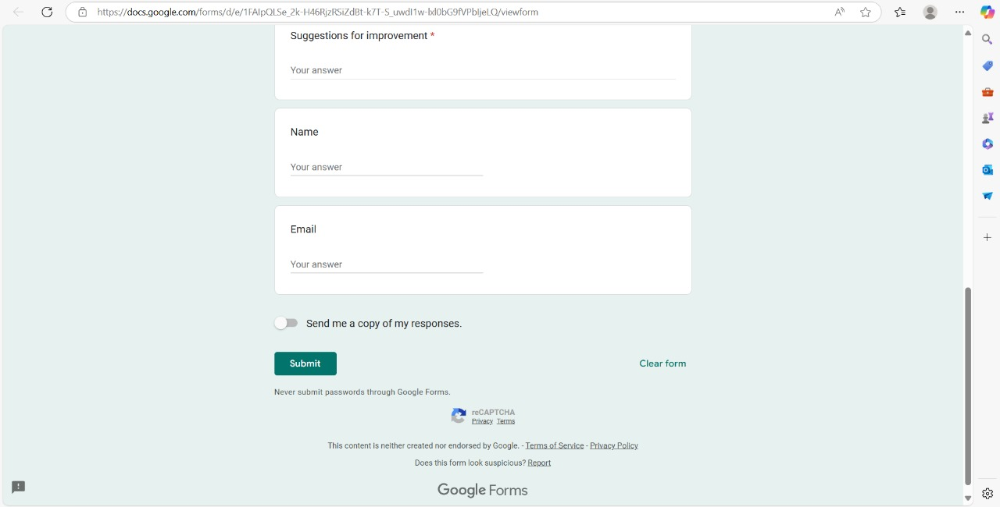 https://docs.google.com/forms/d/e/1FAIpQLSe_2k-H46RjzRSiZdBt-k7T-S_uwdI1w-lxl0bG9fVPbIjeLQ/viewform
Suggestions for improvement *
Your answer
Name
Your answer
Email
Your answer
Send me a copy of my responses.
Submit
Clear form
Never submit passwords through Google Forms.
reCAPTCHA
Privacy Terms
This content is neither created nor endorsed by Google. - Terms of Service - Privacy Policy
Does this form look suspicious? Report
Google Forms